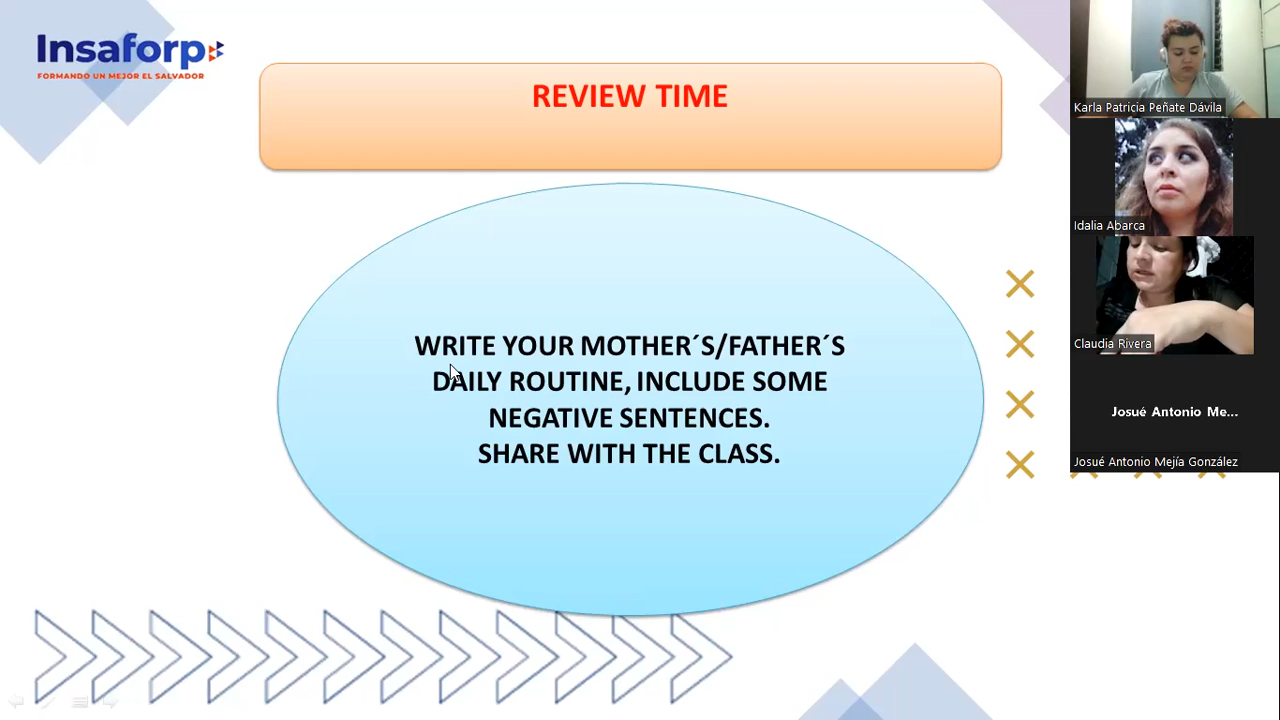 Insaforp
FORMANDO UN MEJOR EL SALVADOR
REVIEW TIME
WRITE YOUR MOTHER´S/FATHER´S
DAILY ROUTINE, INCLUDE SOME
NEGATIVE SENTENCES.
SHARE WITH THE CLASS.
Karla Patricia Peñate Dávila
Idalia Abarca
Claudia Rivera
Josué Antonio Me...
Josué Antonio Mejía González